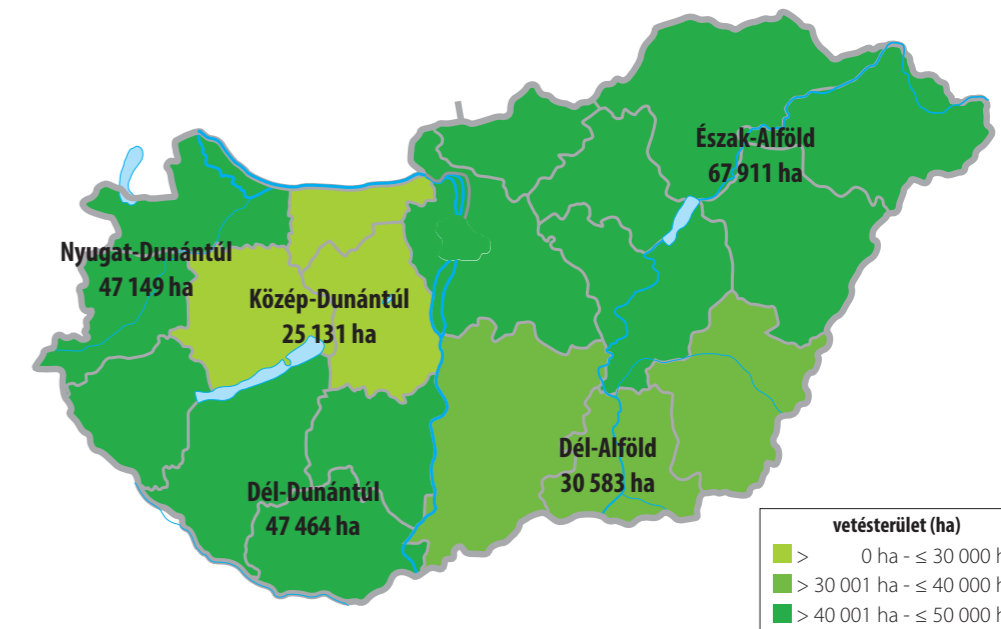 Észak-Alföld
67 911 ha
Nyugat-Dunántúl
47 149 ha
Közép-Dunántúl
25 131 ha
Dél-Alföld
30 583 ha
Dél-Dunántúl
47 464 ha
vetésterület (ha)
> 0 ha - ≤ 30 000 h
> 30 001 ha - ≤ 40 000 h
> 40 001 ha - ≤ 50 000 h